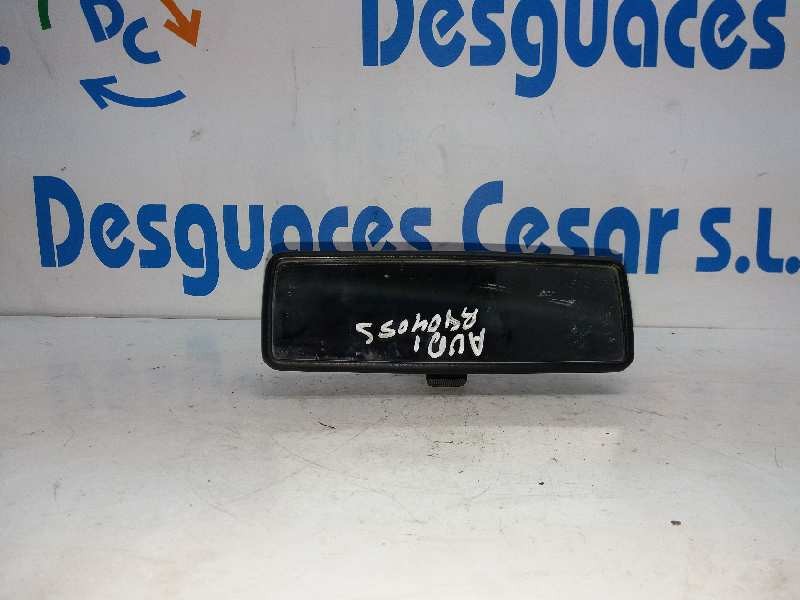 S.L.
DC
Desguaces
Desguaces Cesar S.L.
AUDI
R404055